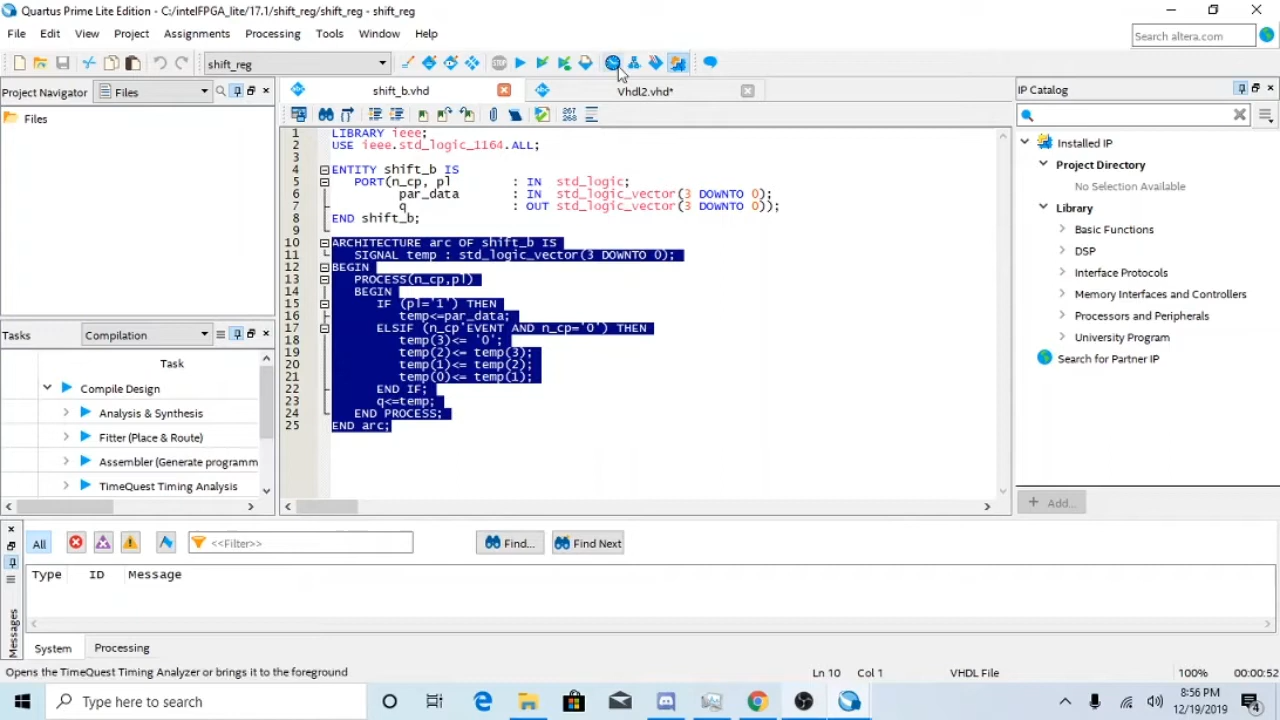 Quartus Prime Lite Edition - C:/intelFPGA_lite/17.1/shift_reg/shift_reg - shift_reg
File Edit View Project Assignments Processing Tools Window Help
Search altera.com
shift_reg
STOP
Project Navigator Files
shift_b.vhd
Vhdl2.vhd*
IP Catalog
Files
267
268
1 LIBRARY ieee;
2 USE ieee.std_logic_1164.ALL;
3
4 ENTITY shift_b IS
5 PORT(n_cp, pl : IN std_logic;
6 par_data : IN std_logic_vector(3 DOWNTO 0);
7 q : OUT std_logic_vector(3 DOWNTO 0));
8 END shift_b;
9
10 ARCHITECTURE arc OF shift_b IS
11 SIGNAL temp : std_logic_vector(3 DOWNTO 0);
12 BEGIN
13 PROCESS(n_cp,pl)
14 BEGIN
15 IF (pl='1') THEN
16 temp<=par_data;
17 ELSIF (n_cp'EVENT AND n_cp='0') THEN
18 temp(3)<= '0';
19 temp(2)<= temp(3);
20 temp(1)<= temp(2);
21 temp(0)<= temp(1);
22 END IF;
23 q<=temp;
24 END PROCESS;
25 END arc;
Installed IP
Project Directory
No Selection Available
Library
Basic Functions
DSP
Interface Protocols
Memory Interfaces and Controllers
Processors and Peripherals
University Program
Search for Partner IP
+ Add...
Tasks Compilation
Task
Compile Design
Analysis & Synthesis
Fitter (Place & Route)
Assembler (Generate programm
TimeQuest Timing Analysis
All
<<Filter>>
Find...
Find Next
Type ID Message
Messages
System Processing
Opens the TimeQuest Timing Analyzer or brings it to the foreground
Ln 10 Col 1 VHDL File 100% 00:00:52
Type here to search
8:56 PM
12/19/2019
4